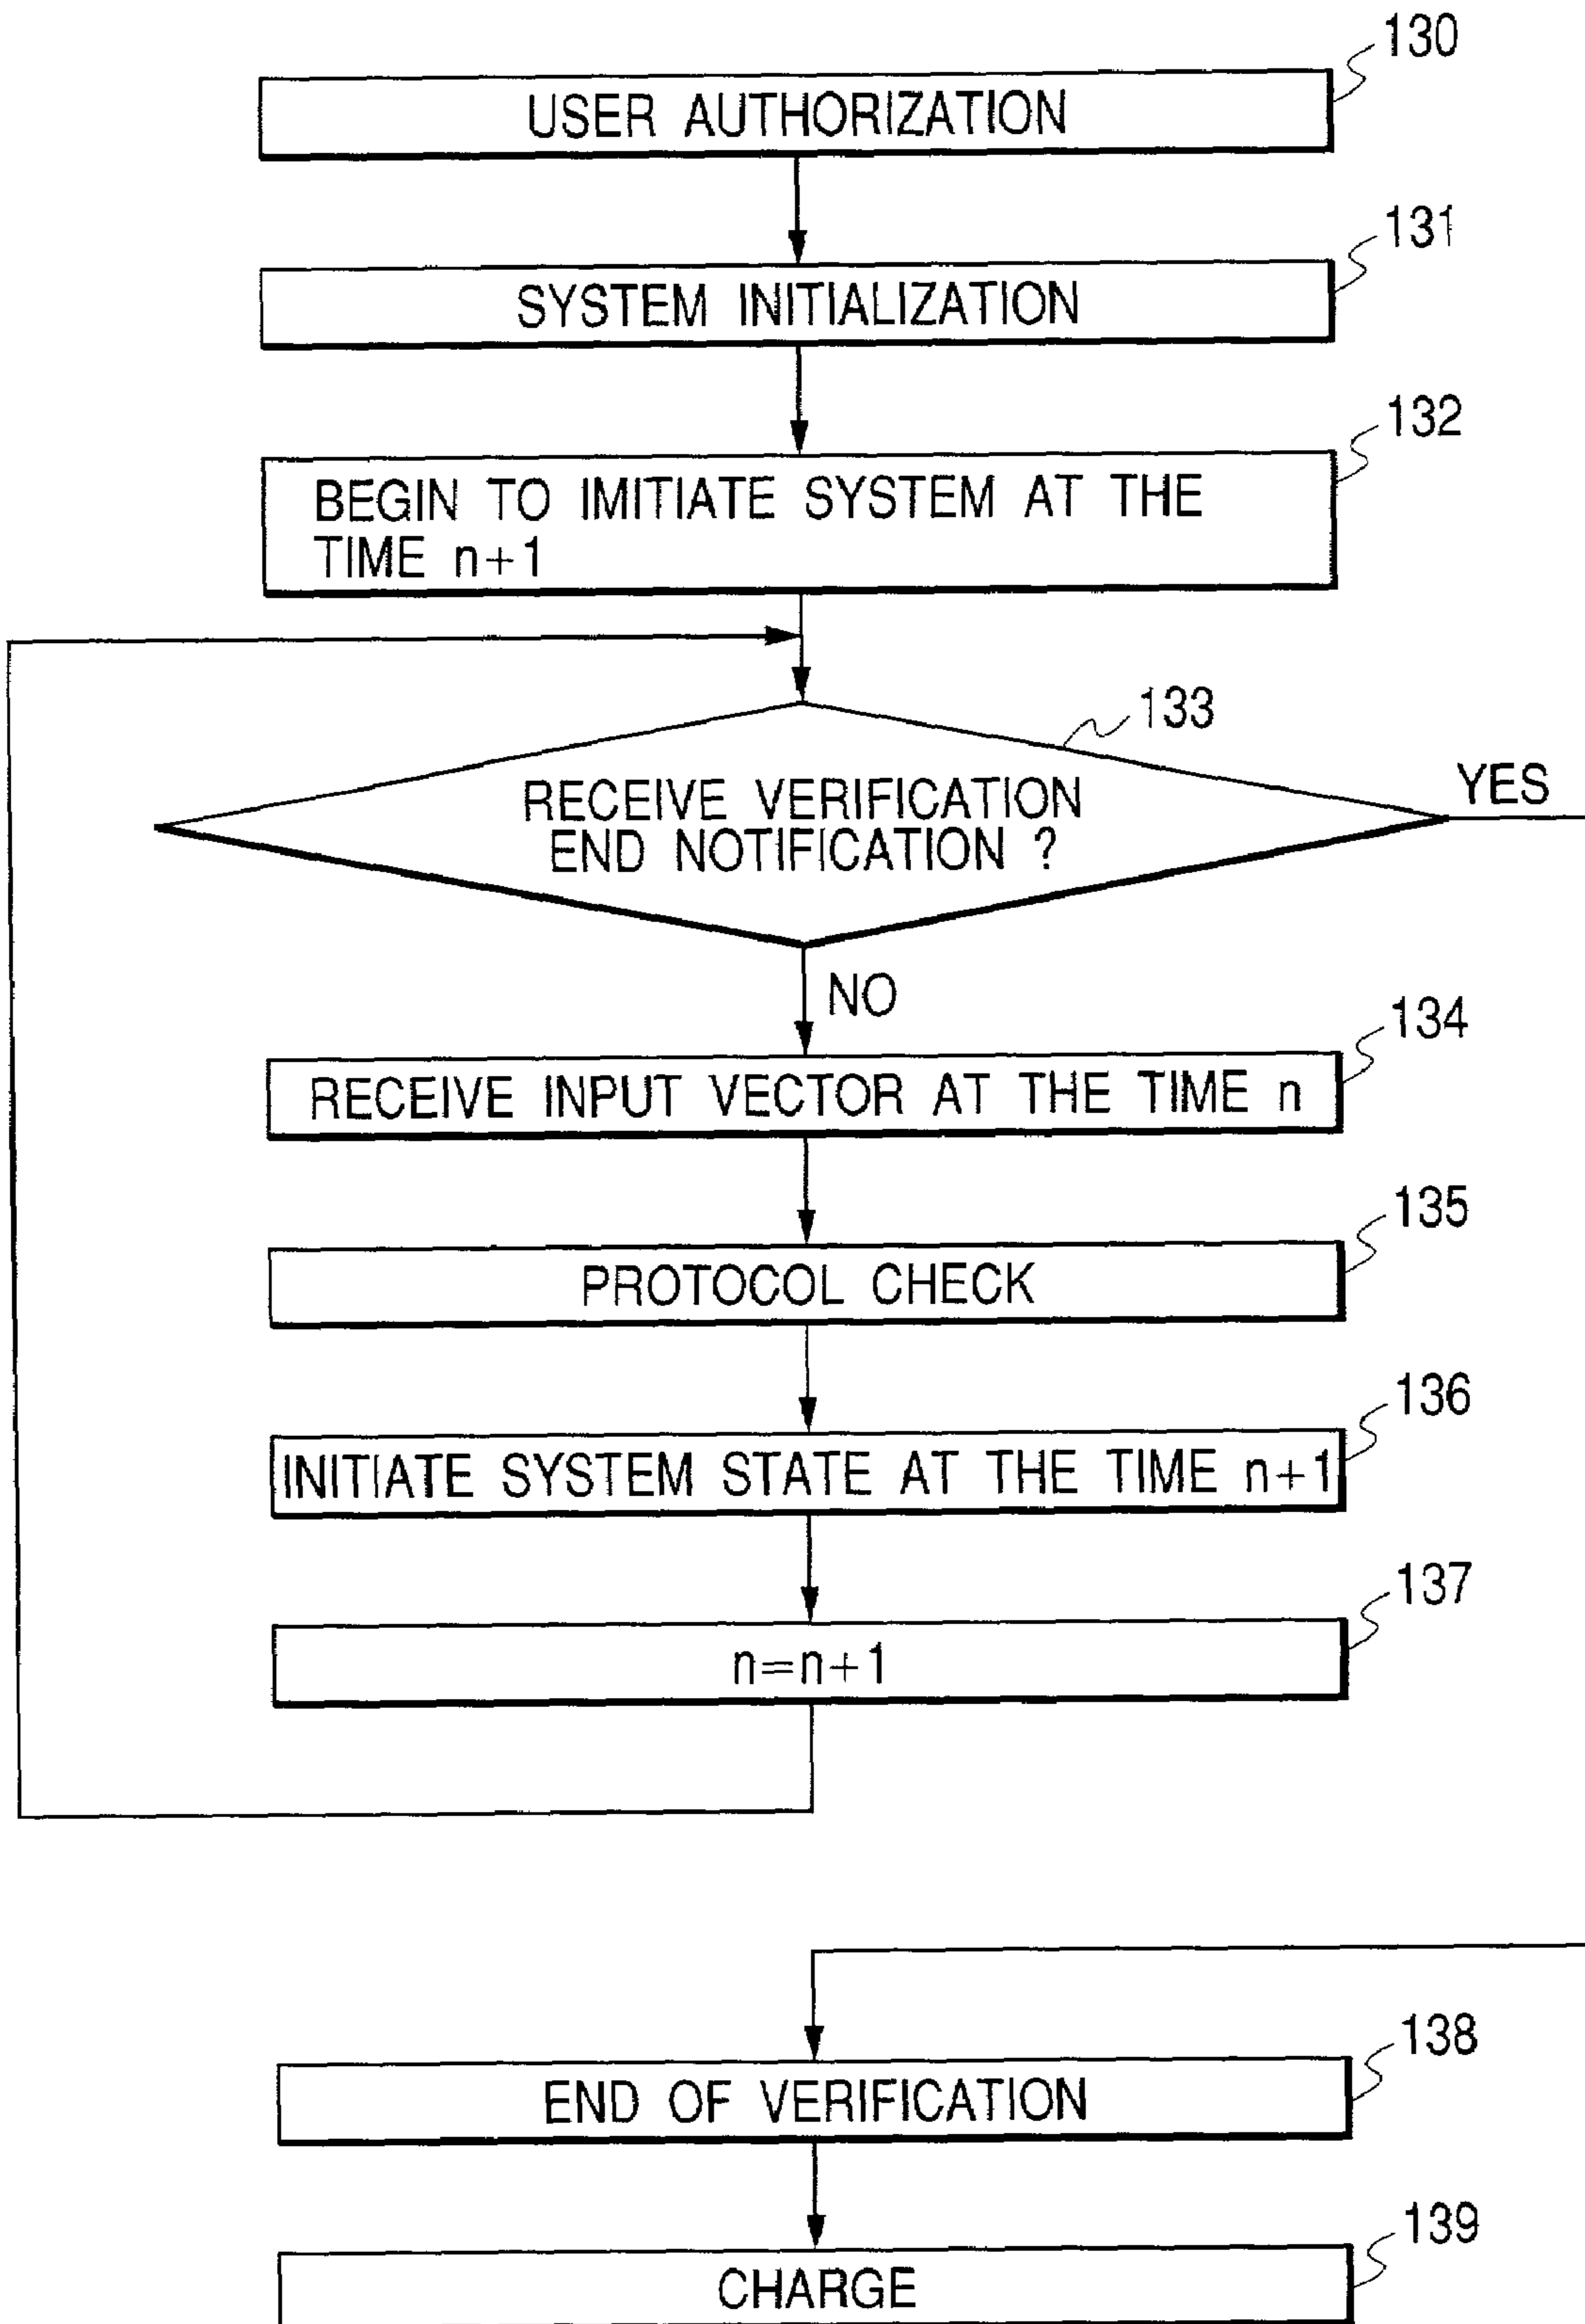 130
USER AUTHORIZATION
131
SYSTEM INITIALIZATION
132
BEGIN TO IMITIATE SYSTEM AT THE
TIME n+1
133
RECEIVE VERIFICATION
END NOTIFICATION ?
YES
NO
134
RECEIVE INPUT VECTOR AT THE TIME n
135
PROTOCOL CHECK
136
INITIATE SYSTEM STATE AT THE TIME n+1
137
n=n+1
138
END OF VERIFICATION
139
CHARGE